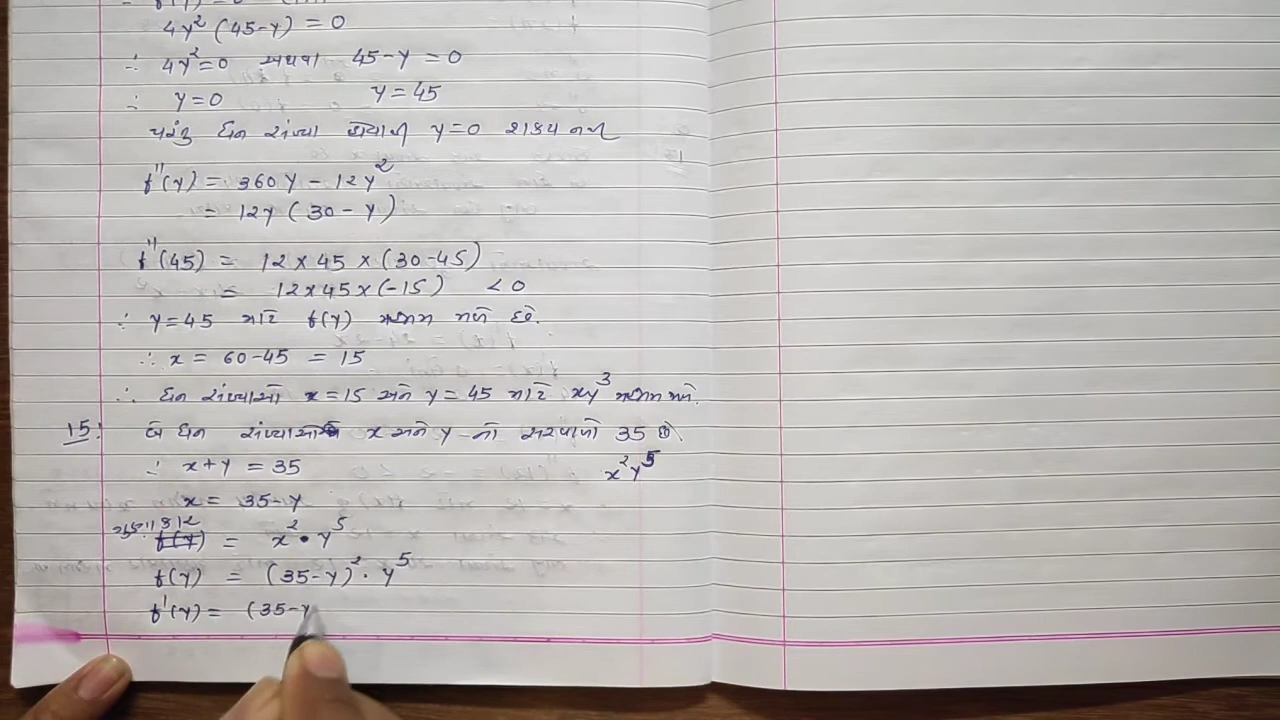 4y²(45-y) = 0
∴ 4y²=0 અથવા 45-y = 0
∴ y=0 y=45
પરંતુ ધન સંખ્યા હોવાથી y=0 શક્ય નથી
f"(y) = 360y - 12y²
= 12y(30-y)
f"(45) = 12×45×(30-45)
= 12×45×(-15) <0
∴ y=45 માટે f(y) મહત્તમ મળે
∴ x = 60-45 = 15
∴ ધન સંખ્યાઓ x=15 અને y=45 માટે xy³ મહત્તમ મળે.
15: બે ધન સંખ્યાઓ x અને y નો સરવાળો 35 છે.
∴ x+y = 35 x²y⁵
x = 35-y
ગુણાકાર = x²·y⁵
f(y) = (35-y)²·y⁵
f'(y) = (35-y